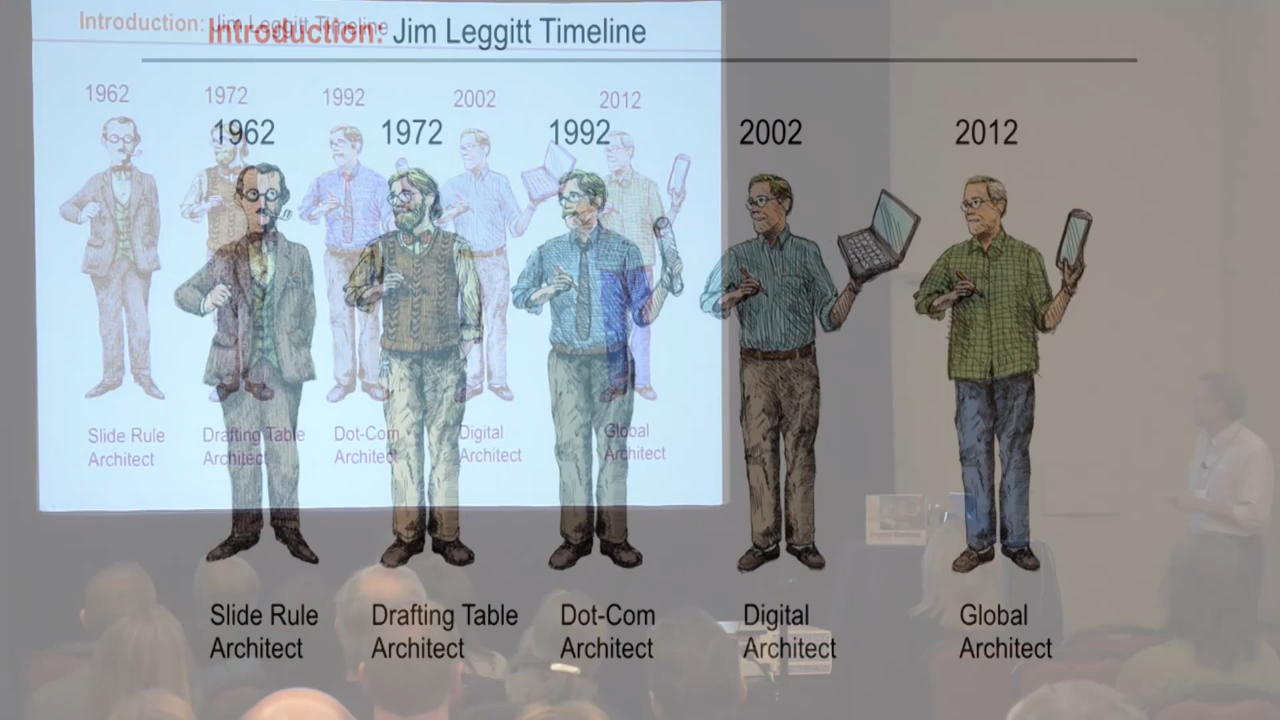 Introduction: Jim Leggitt Timeline
Introduction: Jim Leggitt Timeline
1962 1972 1992 2002 2012
1962 1972 1992 2002 2012
Slide Rule Architect
Drafting Table Architect
Dot-Com Architect
Digital Architect
Global Architect
Slide Rule Architect
Drafting Table Architect
Dot-Com Architect
Digital Architect
Global Architect